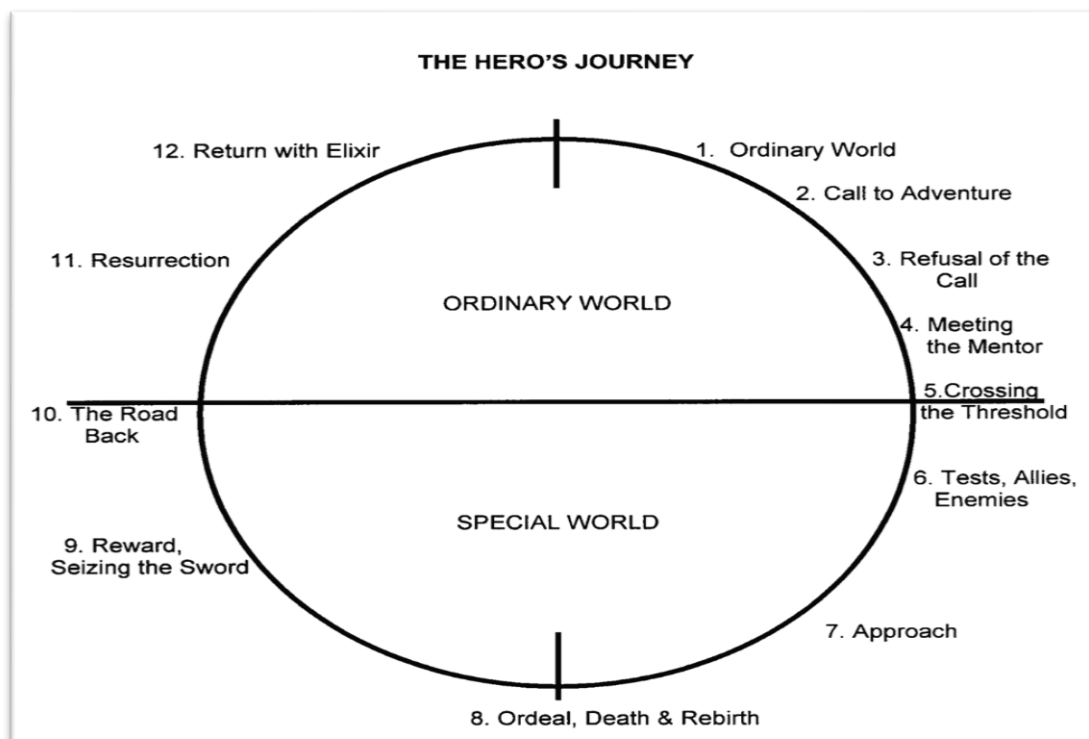 THE HERO'S JOURNEY
12. Return with Elixir
1. Ordinary World
2. Call to Adventure
11. Resurrection
3. Refusal of the
Call
ORDINARY WORLD
4. Meeting
the Mentor
10. The Road
Back
5.Crossing
the Threshold
6. Tests, Allies,
Enemies
SPECIAL WORLD
9. Reward,
Seizing the Sword
7. Approach
8. Ordeal, Death & Rebirth